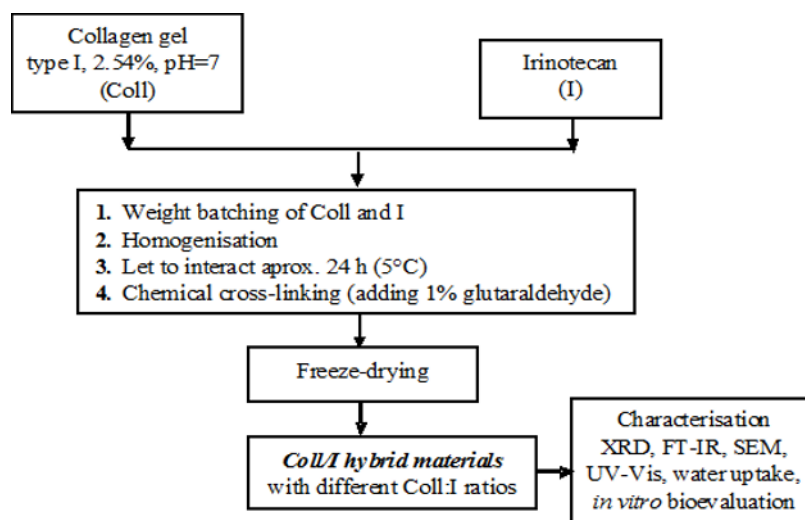 Collagen gel
type I, 2.54%, pH=7
(Coll)
Irinotecan
(I)
1. Weight batching of Coll and I
2. Homogenisation
3. Let to interact aprox. 24 h (5°C)
4. Chemical cross-linking (adding 1% glutaraldehyde)
Freeze-drying
Coll/I hybrid materials
with different Coll:I ratios
Characterisation
XRD, FT-IR, SEM,
UV-Vis, water uptake,
in vitro bioevaluation